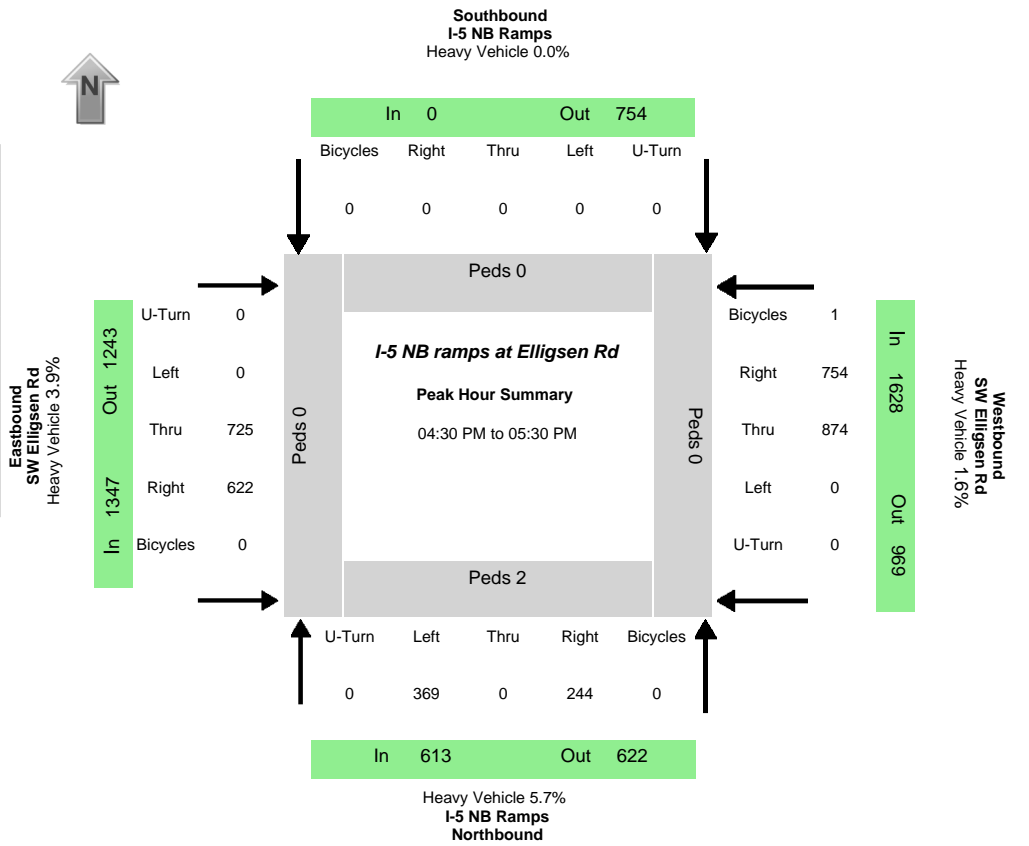 Southbound
I-5 NB Ramps
Heavy Vehicle 0.0%
N
In 0 Out 754
Bicycles Right Thru Left U-Turn
0 0 0 0 0
Peds 0
Eastbound
SW Elligsen Rd
Heavy Vehicle 3.9%
In 1347 Out 1243
U-Turn 0
Left 0
Thru 725
Right 622
Bicycles 0
Peds 0
I-5 NB ramps at Elligsen Rd
Peak Hour Summary
04:30 PM to 05:30 PM
Peds 0
Bicycles 1
Right 754
Thru 874
Left 0
U-Turn 0
In 1628 Out 969
Westbound
SW Elligsen Rd
Heavy Vehicle 1.6%
Peds 2
U-Turn Left Thru Right Bicycles
0 369 0 244 0
In 613 Out 622
Heavy Vehicle 5.7%
I-5 NB Ramps
Northbound